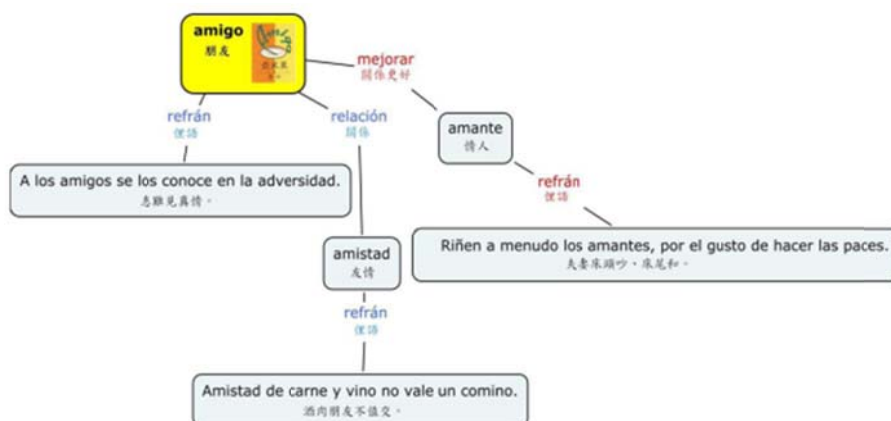 amigo
朋友
mejorar
關係更好
refrán
俚語
relación
關係
amante
情人
A los amigos se los conoce en la adversidad.
患難見真情。
refrán
俚語
amistad
友情
Riñen a menudo los amantes, por el gusto de hacer las paces.
夫妻床頭吵,床尾和。
refrán
俚語
Amistad de carne y vino no vale un comino.
酒肉朋友不值交。